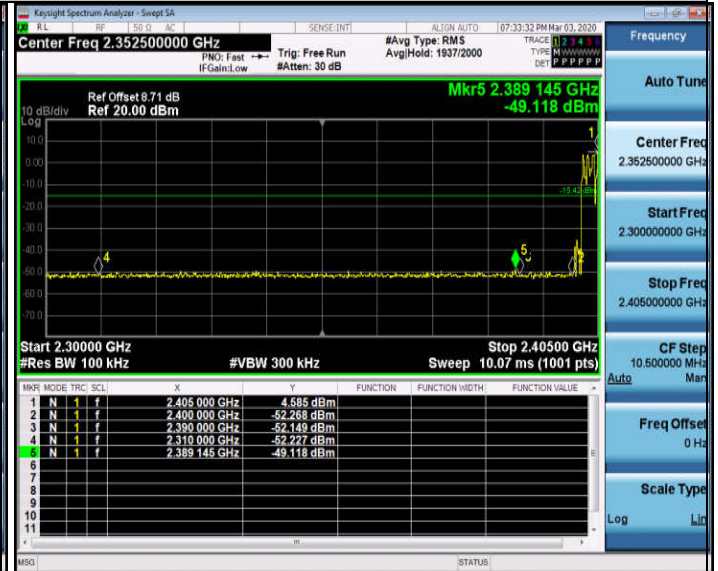 Keysight Spectrum Analyzer - Swept SA
RL RF 50 Ω AC SENSE:INT ALIGN AUTO 07:33:32 PM Mar 03, 2020
Center Freq 2.352500000 GHz
PNO: Fast
IFGain:Low
Trig: Free Run
#Atten: 30 dB
#Avg Type: RMS
Avg|Hold: 1937/2000
TRACE 1 2 3 4 5 6
TYPE M W W W W W
DET P P P P P P
Mkr5 2.389 145 GHz
-49.118 dBm
Ref Offset 8.71 dB
10 dB/div Ref 20.00 dBm
Log
10.0
0.00
-10.0
-20.0
-30.0
-40.0
-50.0
-60.0
-70.0
-15.42 dBm
1
4
5
2
Start 2.30000 GHz Stop 2.40500 GHz
#Res BW 100 kHz #VBW 300 kHz Sweep 10.07 ms (1001 pts)
MKR MODE TRC SCL X Y FUNCTION FUNCTION WIDTH FUNCTION VALUE
1 N 1 f 2.405 000 GHz 4.585 dBm
2 N 1 f 2.400 000 GHz -52.268 dBm
3 N 1 f 2.390 000 GHz -52.149 dBm
4 N 1 f 2.310 000 GHz -52.227 dBm
5 N 1 f 2.389 145 GHz -49.118 dBm
6
7
8
9
10
11
MSG STATUS
Frequency
Auto Tune
Center Freq
2.352500000 GHz
Start Freq
2.300000000 GHz
Stop Freq
2.405000000 GHz
CF Step
10.500000 MHz
Auto Man
Freq Offset
0 Hz
Scale Type
Log Lin